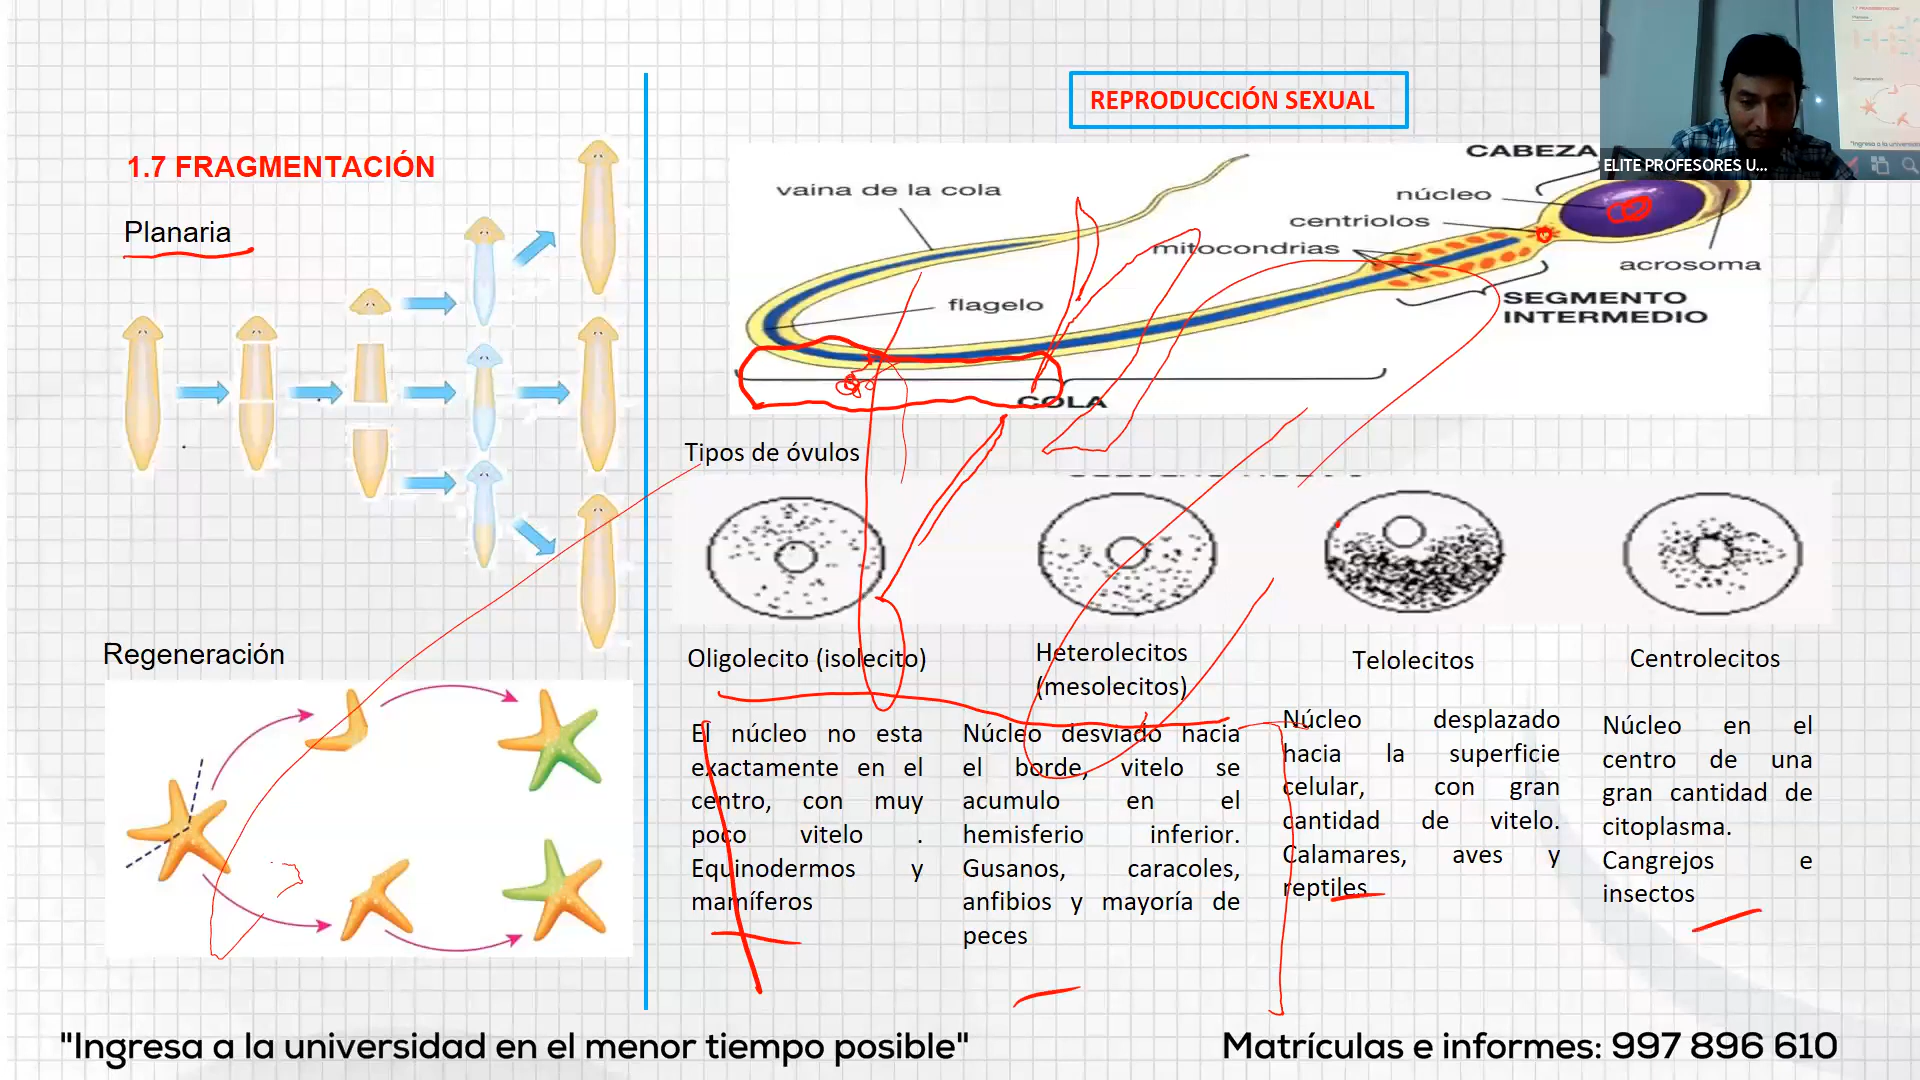 1.7 FRAGMENTACIÓN
Planaria
Regeneración
REPRODUCCIÓN SEXUAL
ELITE PROFESORES U...
CABEZA
vaina de la cola
núcleo
centriolos
mitocondrias
acrosoma
flagelo
SEGMENTO
INTERMEDIO
COLA
Tipos de óvulos
Oligolecito (isolecito)
El núcleo no esta
exactamente en el
centro, con muy
poco vitelo .
Equinodermos y
mamíferos
Heterolecitos
(mesolecitos)
Núcleo desviado hacia
el borde, vitelo se
acumulo en el
hemisferio inferior.
Gusanos, caracoles,
anfibios y mayoría de
peces
Telolecitos
Núcleo desplazado
hacia la superficie
celular, con gran
cantidad de vitelo.
Calamares, aves y
reptiles
Centrolecitos
Núcleo en el
centro de una
gran cantidad de
citoplasma.
Cangrejos e
insectos
"Ingresa a la universidad en el menor tiempo posible"
Matrículas e informes: 997 896 610